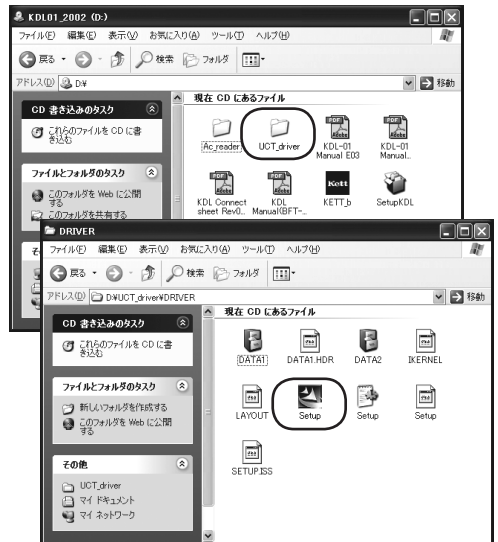 KDL01_2002 (D:)
ファイル(F) 編集(E) 表示(V) お気に入り(A) ツール(T) ヘルプ(H)
戻る 検索 フォルダ
アドレス(D) D:¥ 移動
CD 書き込みのタスク
これらのファイルを CD に書
き込む
ファイルとフォルダのタスク
このフォルダを Web に公開
する
このフォルダを共有する
現在 CD にあるファイル
Ac_reader UCT_driver KDL-01 Manual E03 KDL-01 Manual...
KDL Connect sheet Rev0... KDL Manual(BFT-... KETT_b SetupKDL
DRIVER
ファイル(F) 編集(E) 表示(V) お気に入り(A) ツール(T) ヘルプ(H)
戻る 検索 フォルダ
アドレス(D) D:¥UCT_driver¥DRIVER 移動
CD 書き込みのタスク
これらのファイルを CD に書
き込む
ファイルとフォルダのタスク
新しいフォルダを作成する
このフォルダを Web に公開
する
その他
UCT_driver
マイ ドキュメント
マイ ネットワーク
現在 CD にあるファイル
DATA1 DATA1.HDR DATA2 IKERNEL
LAYOUT Setup Setup Setup
SETUP.ISS